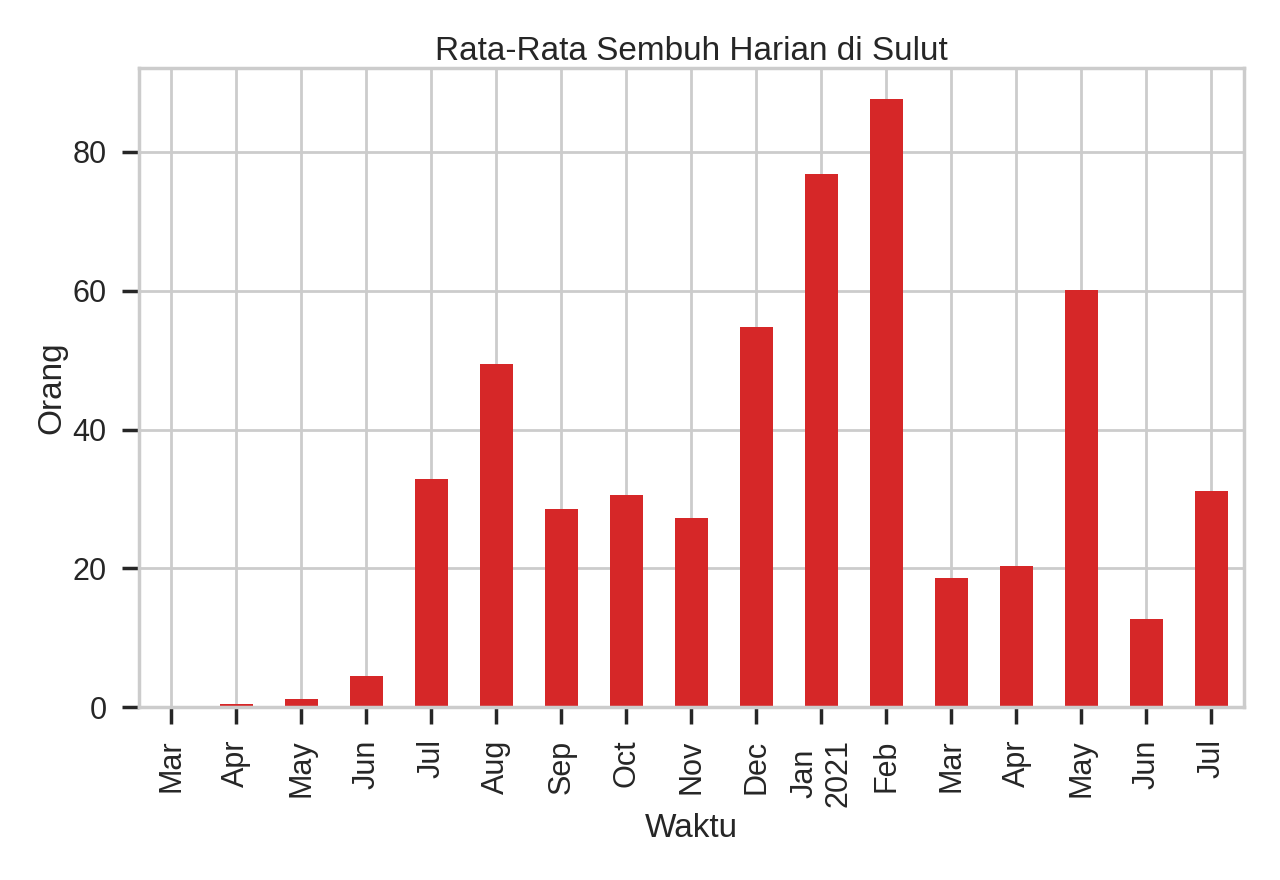 Rata-Rata Sembuh Harian di Sulut
80
60
40
20
0
Orang
Mar
Apr
May
Jun
Jul
Aug
Sep
Oct
Nov
Dec
Jan
2021
Feb
Mar
Apr
May
Jun
Jul
Waktu